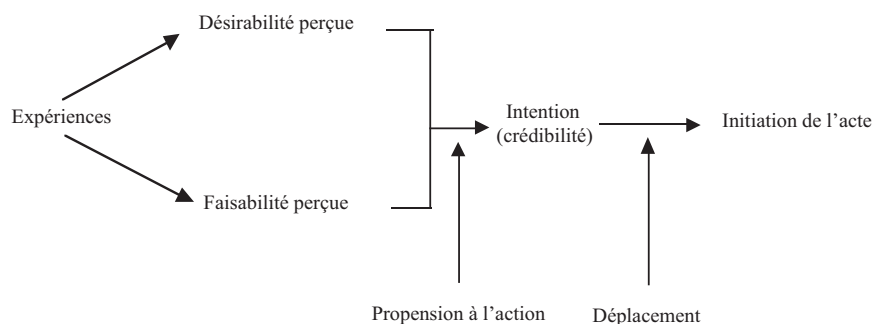 Désirabilité perçue
Expériences
Intention
(crédibilité)
Initiation de l’acte
Faisabilité perçue
Propension à l’action
Déplacement